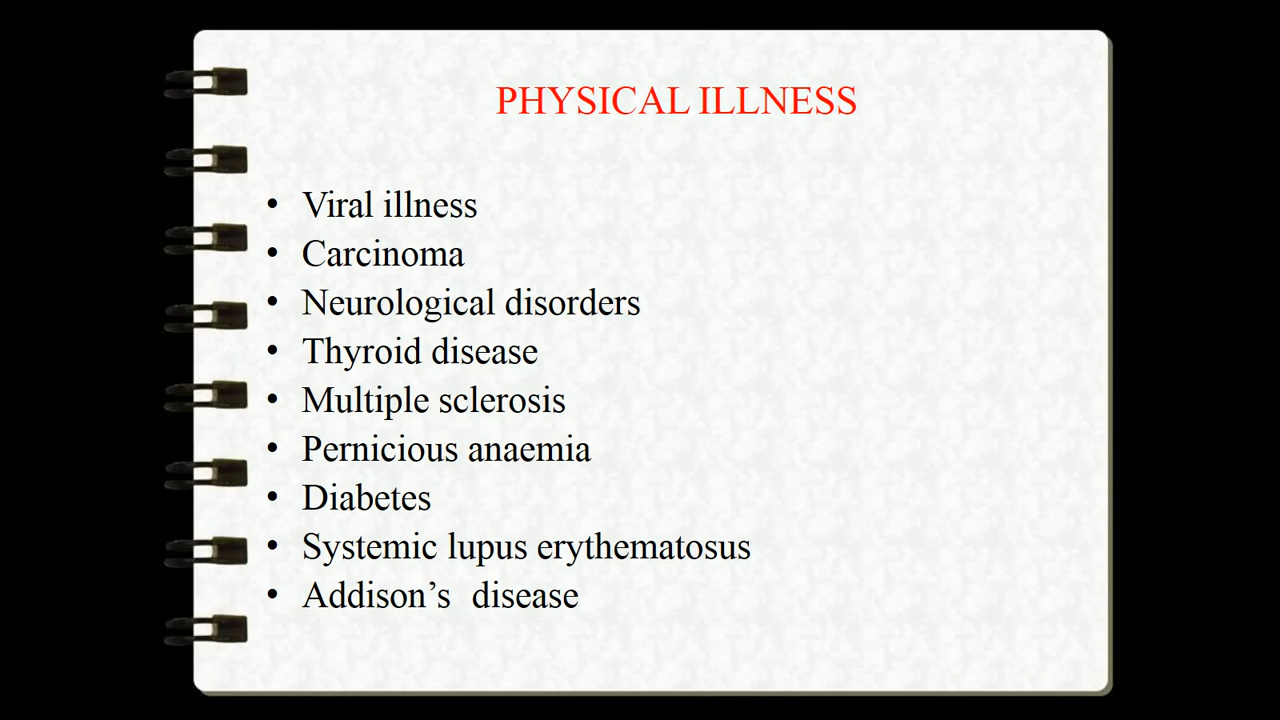 PHYSICAL ILLNESS
• Viral illness
• Carcinoma
• Neurological disorders
• Thyroid disease
• Multiple sclerosis
• Pernicious anaemia
• Diabetes
• Systemic lupus erythematosus
• Addison’s  disease